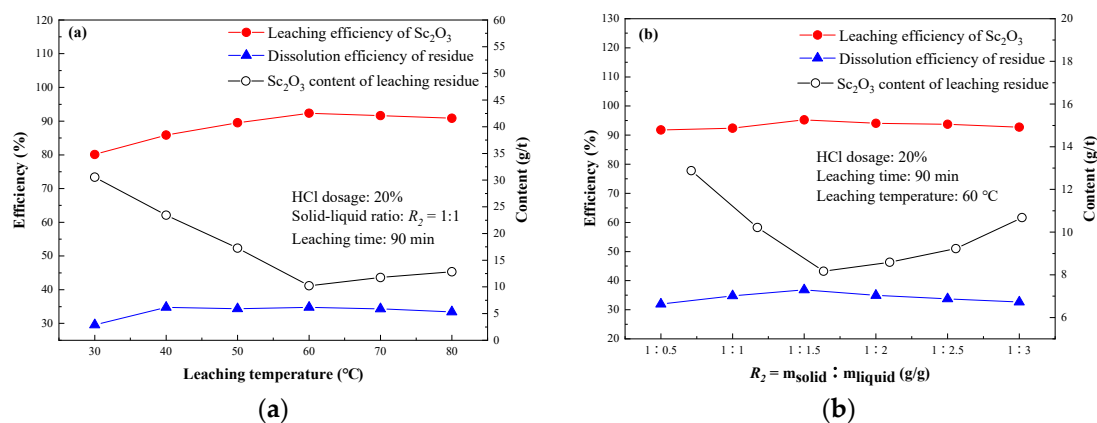 (a)
Leaching efficiency of Sc₂O₃
Dissolution efficiency of residue
Sc₂O₃ content of leaching residue
HCl dosage: 20%
Solid-liquid ratio: R₂ = 1:1
Leaching time: 90 min
Efficiency (%)
120
110
100
90
80
70
60
50
40
30
Content (g/t)
60
55
50
45
40
35
30
25
20
15
10
5
0
30 40 50 60 70 80
Leaching temperature (℃)
(a)
(b)
Leaching efficiency of Sc₂O₃
Dissolution efficiency of residue
Sc₂O₃ content of leaching residue
HCl dosage: 20%
Leaching time: 90 min
Leaching temperature: 60 ℃
Efficiency (%)
130
120
110
100
90
80
70
60
50
40
30
20
Content (g/t)
20
18
16
14
12
10
8
6
1∶0.5 1∶1 1∶1.5 1∶2 1∶2.5 1∶3
R₂ = m_solid ∶ m_liquid (g/g)
(b)